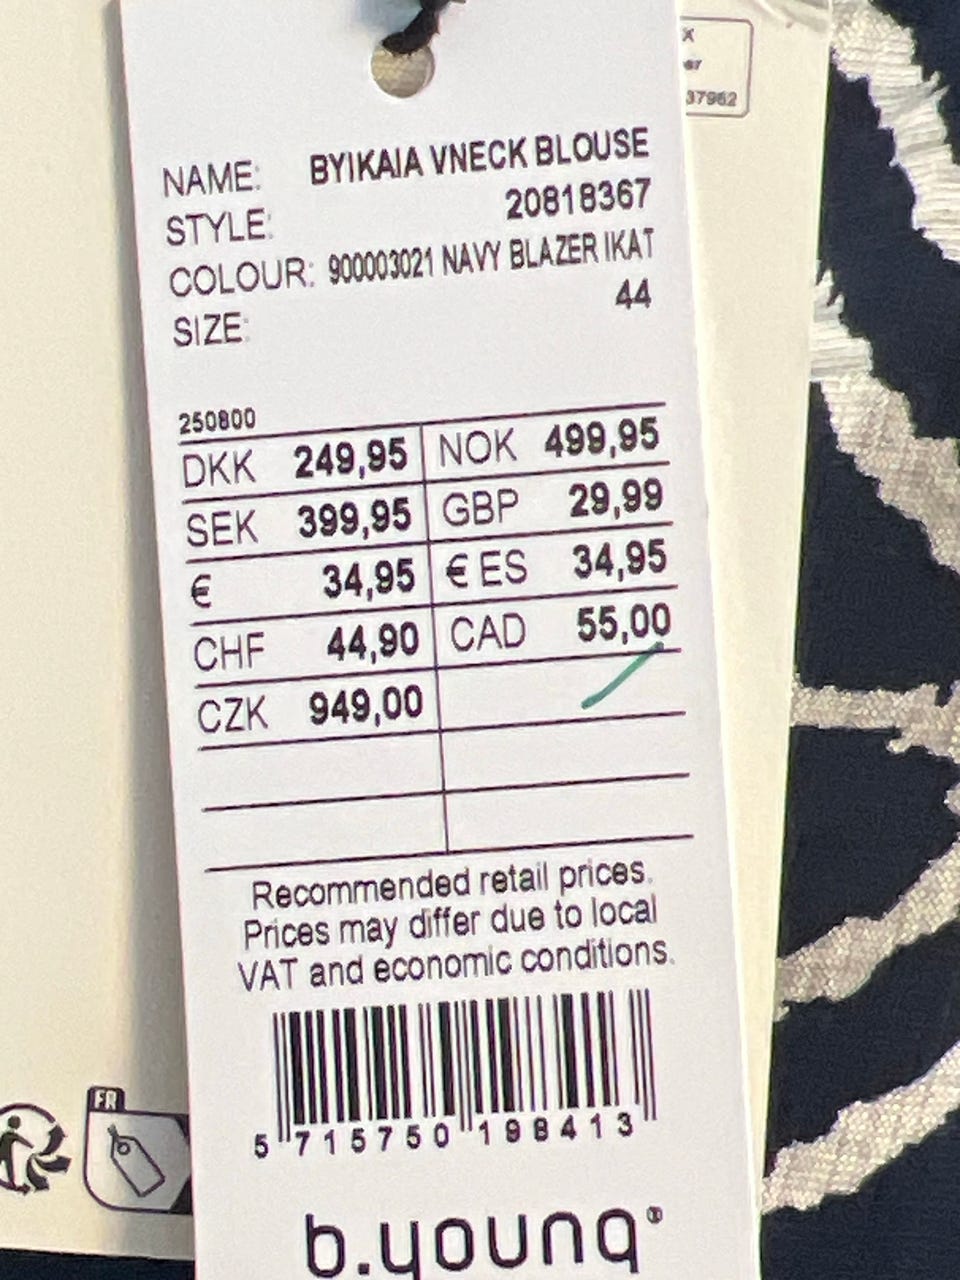 X
er
37962
NAME: BYIKAIA VNECK BLOUSE
STYLE: 20818367
COLOUR: 900003021 NAVY BLAZER IKAT
SIZE: 44
250800
DKK 249,95 NOK 499,95
SEK 399,95 GBP 29,99
€ 34,95 € ES 34,95
CHF 44,90 CAD 55,00
CZK 949,00
Recommended retail prices.
Prices may differ due to local
VAT and economic conditions.
FR
5 715750 198413
b.young®